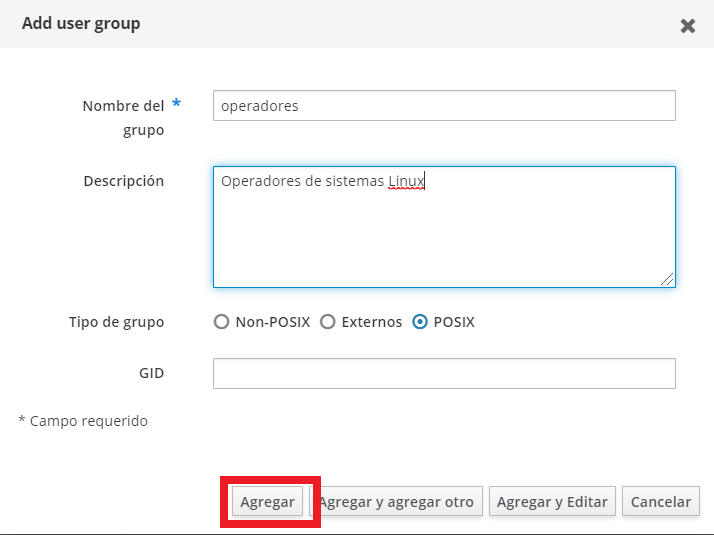 Add user group
Nombre del *
grupo
operadores
Descripción
Operadores de sistemas Linux
Tipo de grupo
Non-POSIX
Externos
POSIX
GID
* Campo requerido
Agregar
Agregar y agregar otro
Agregar y Editar
Cancelar